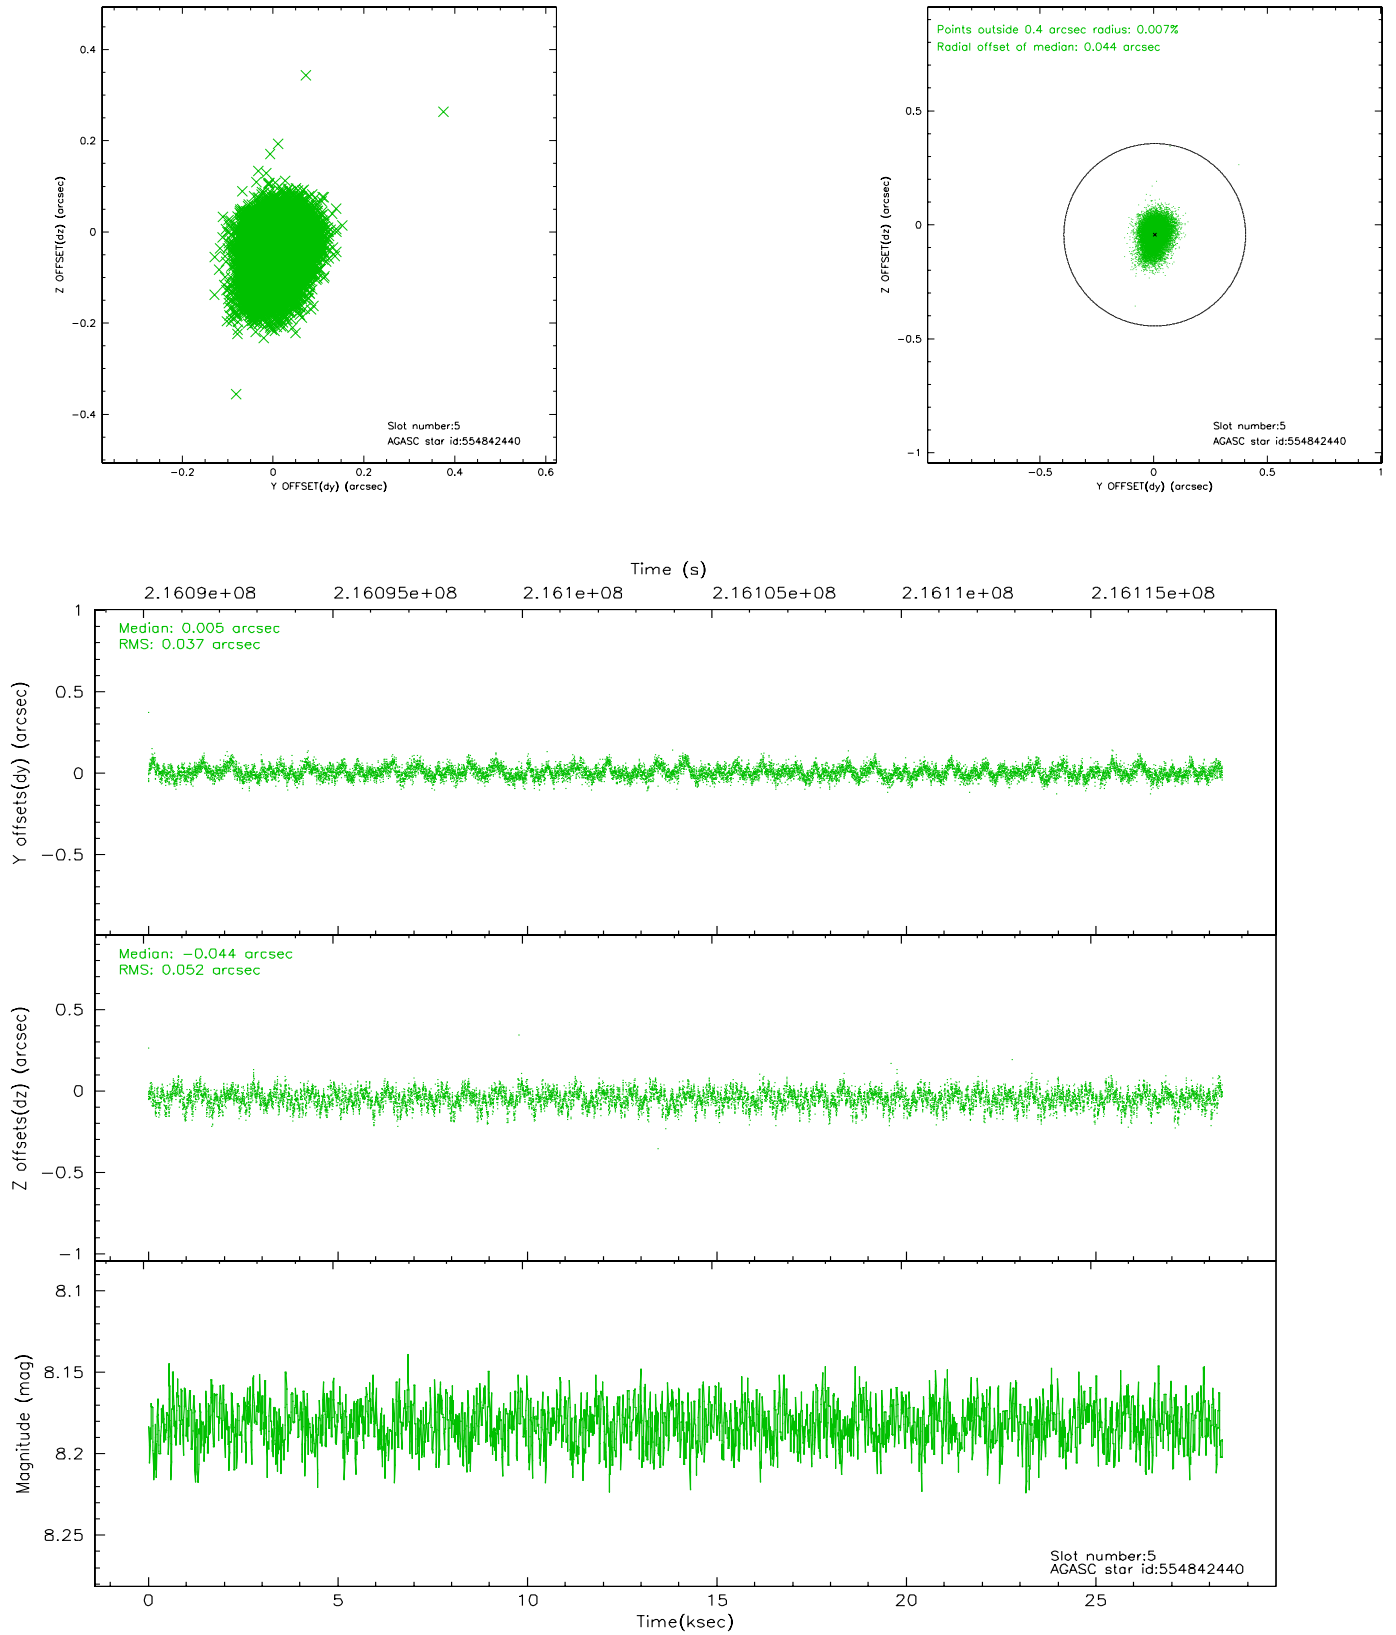 0.4
0.2
0
−0.2
−0.4
Z OFFSET(dz) (arcsec)
Slot number:5
AGASC star id:554842440
−0.2 0 0.2 0.4 0.6
Y OFFSET(dy) (arcsec)
Points outside 0.4 arcsec radius: 0.007%
Radial offset of median: 0.044 arcsec
0.5
0
−0.5
−1
Z OFFSET(dz) (arcsec)
Slot number:5
AGASC star id:554842440
−0.5 0 0.5 1
Y OFFSET(dy) (arcsec)
Time (s)
2.1609e+08 2.16095e+08 2.161e+08 2.16105e+08 2.1611e+08 2.16115e+08
Median: 0.005 arcsec
RMS: 0.037 arcsec
1
0.5
0
−0.5
Y offsets(dy) (arcsec)
Median: −0.044 arcsec
RMS: 0.052 arcsec
0.5
0
−0.5
−1
Z offsets(dz) (arcsec)
8.1
8.15
8.2
8.25
Magnitude (mag)
Slot number:5
AGASC star id:554842440
0 5 10 15 20 25
Time(ksec)